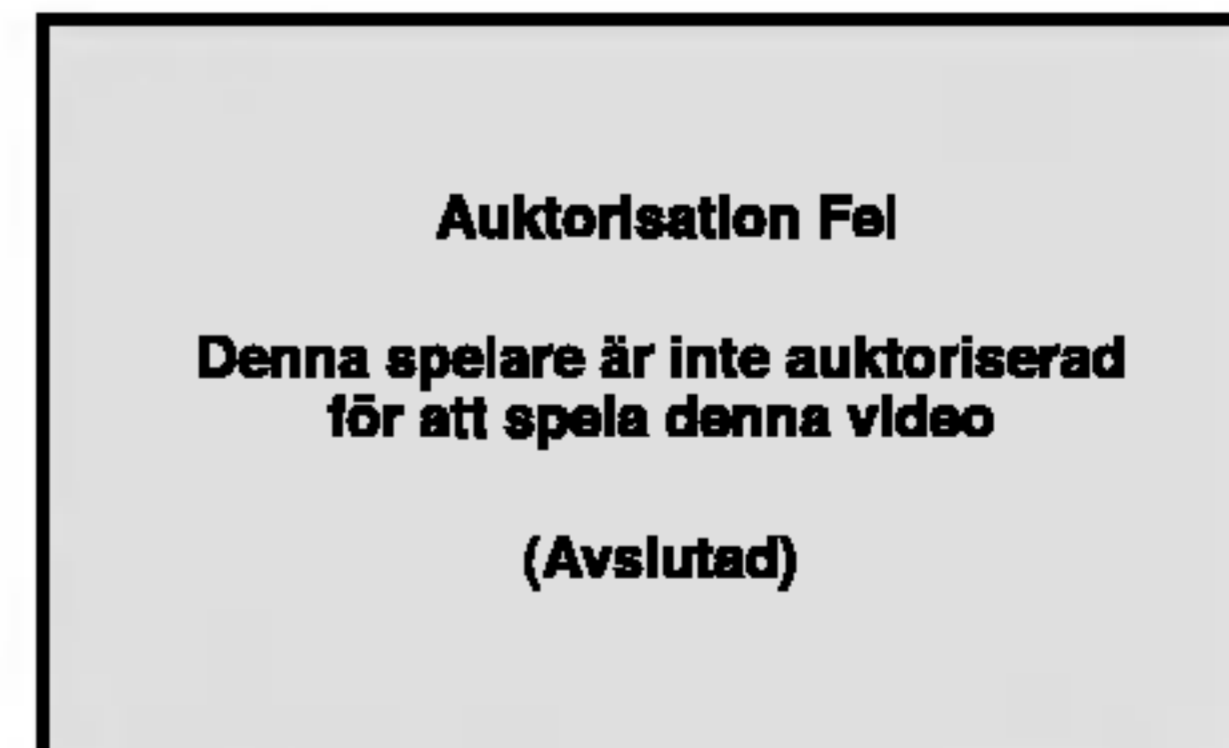 Auktorisation Fel
Denna spelare är inte auktoriserad
för att spela denna video
(Avslutad)